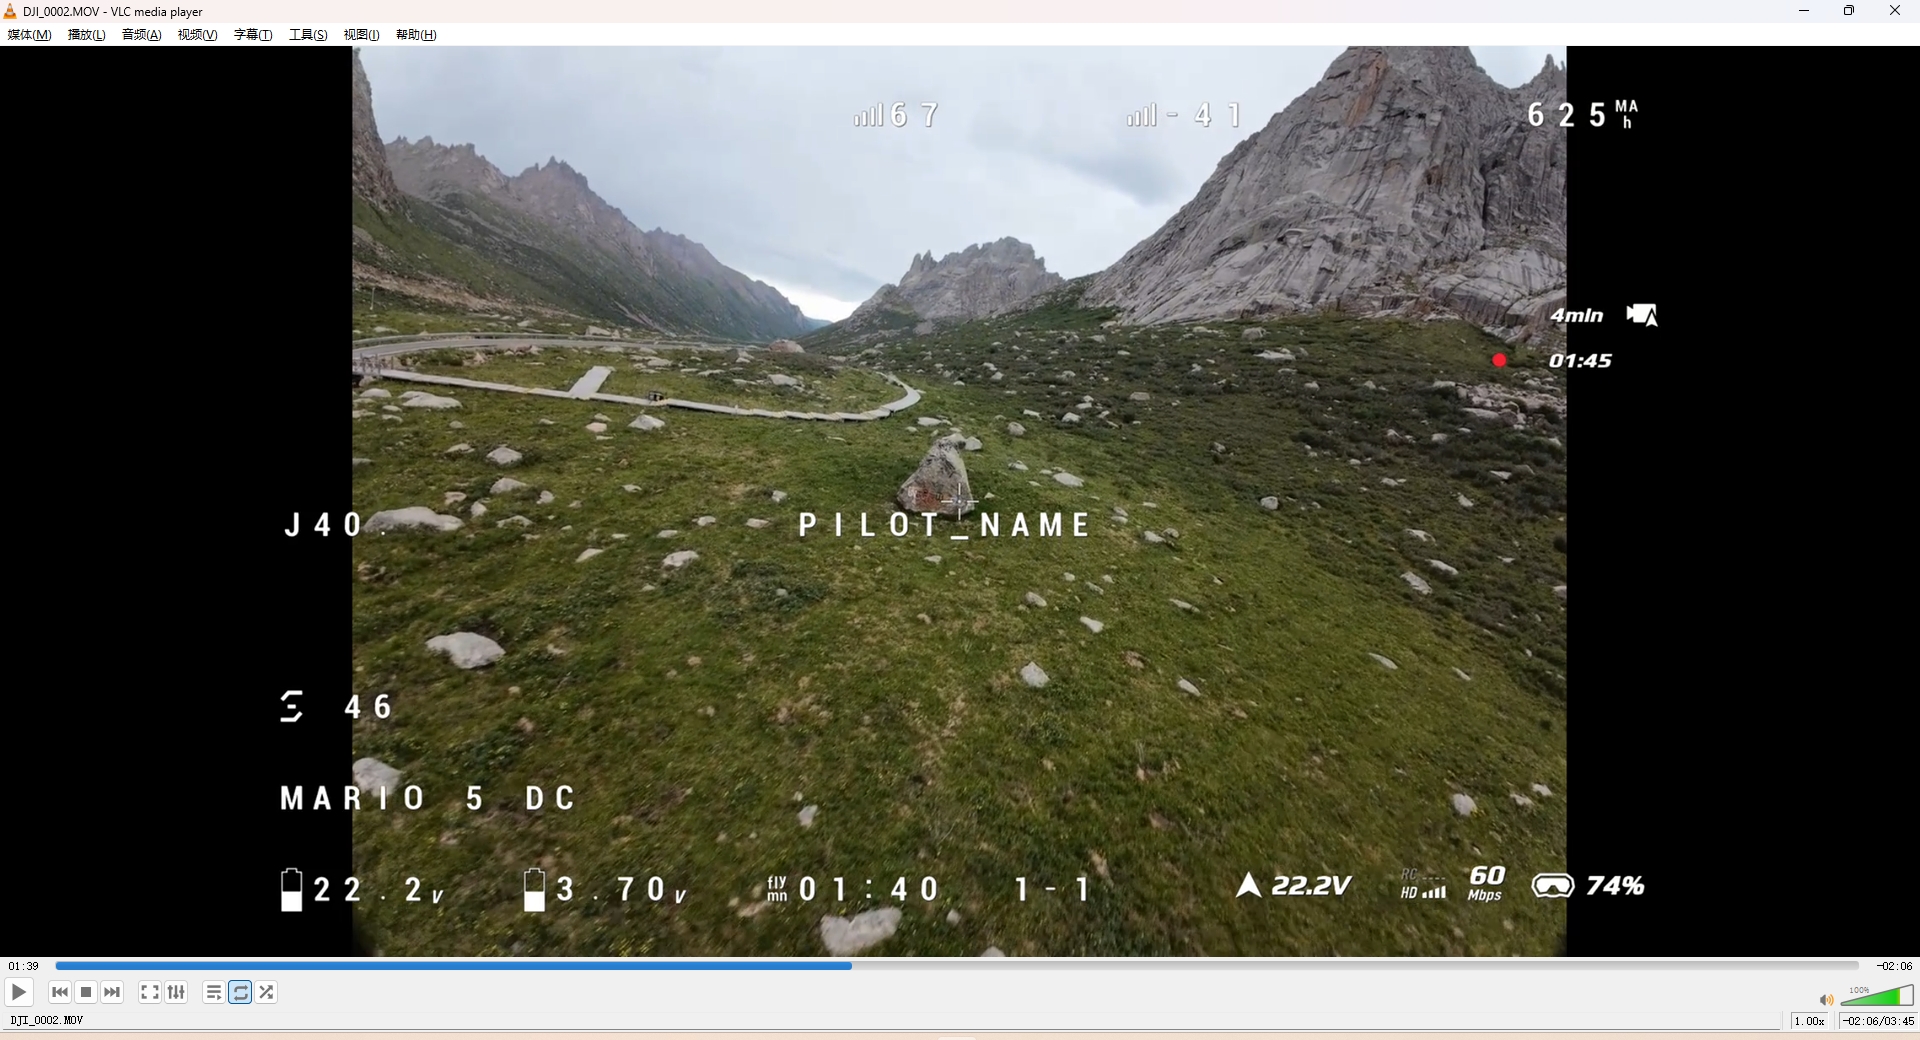 DJI_0002.MOV - VLC media player
媒体(M) 播放(L) 音频(A) 视频(V) 字幕(T) 工具(S) 视图(I) 帮助(H)
67 -41 625 MAh
4min
01:45
J40. PILOT_NAME
46
MARIO 5 DC
22.2V 3.70V fly mn 01:40 1-1 22.2V RC ---- HD 60 Mbps 74%
01:39 -02:06
100%
DJI_0002.MOV 1.00x -02:06/03:45